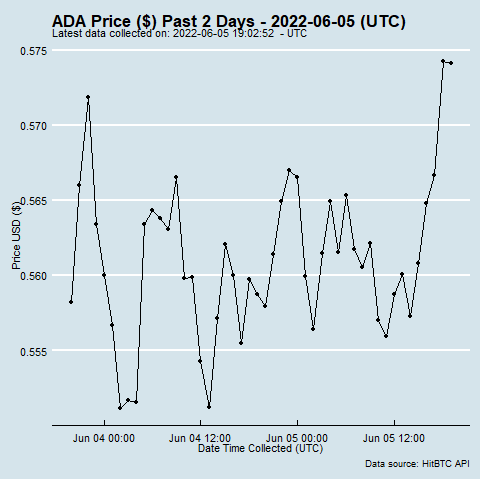 ADA Price ($) Past 2 Days - 2022-06-05 (UTC)
Latest data collected on: 2022-06-05 19:02:52  - UTC
0.575
0.570
0.565
0.560
0.555
Price USD ($)
Jun 04 00:00
Jun 04 12:00
Jun 05 00:00
Jun 05 12:00
Date Time Collected (UTC)
Data source: HitBTC API